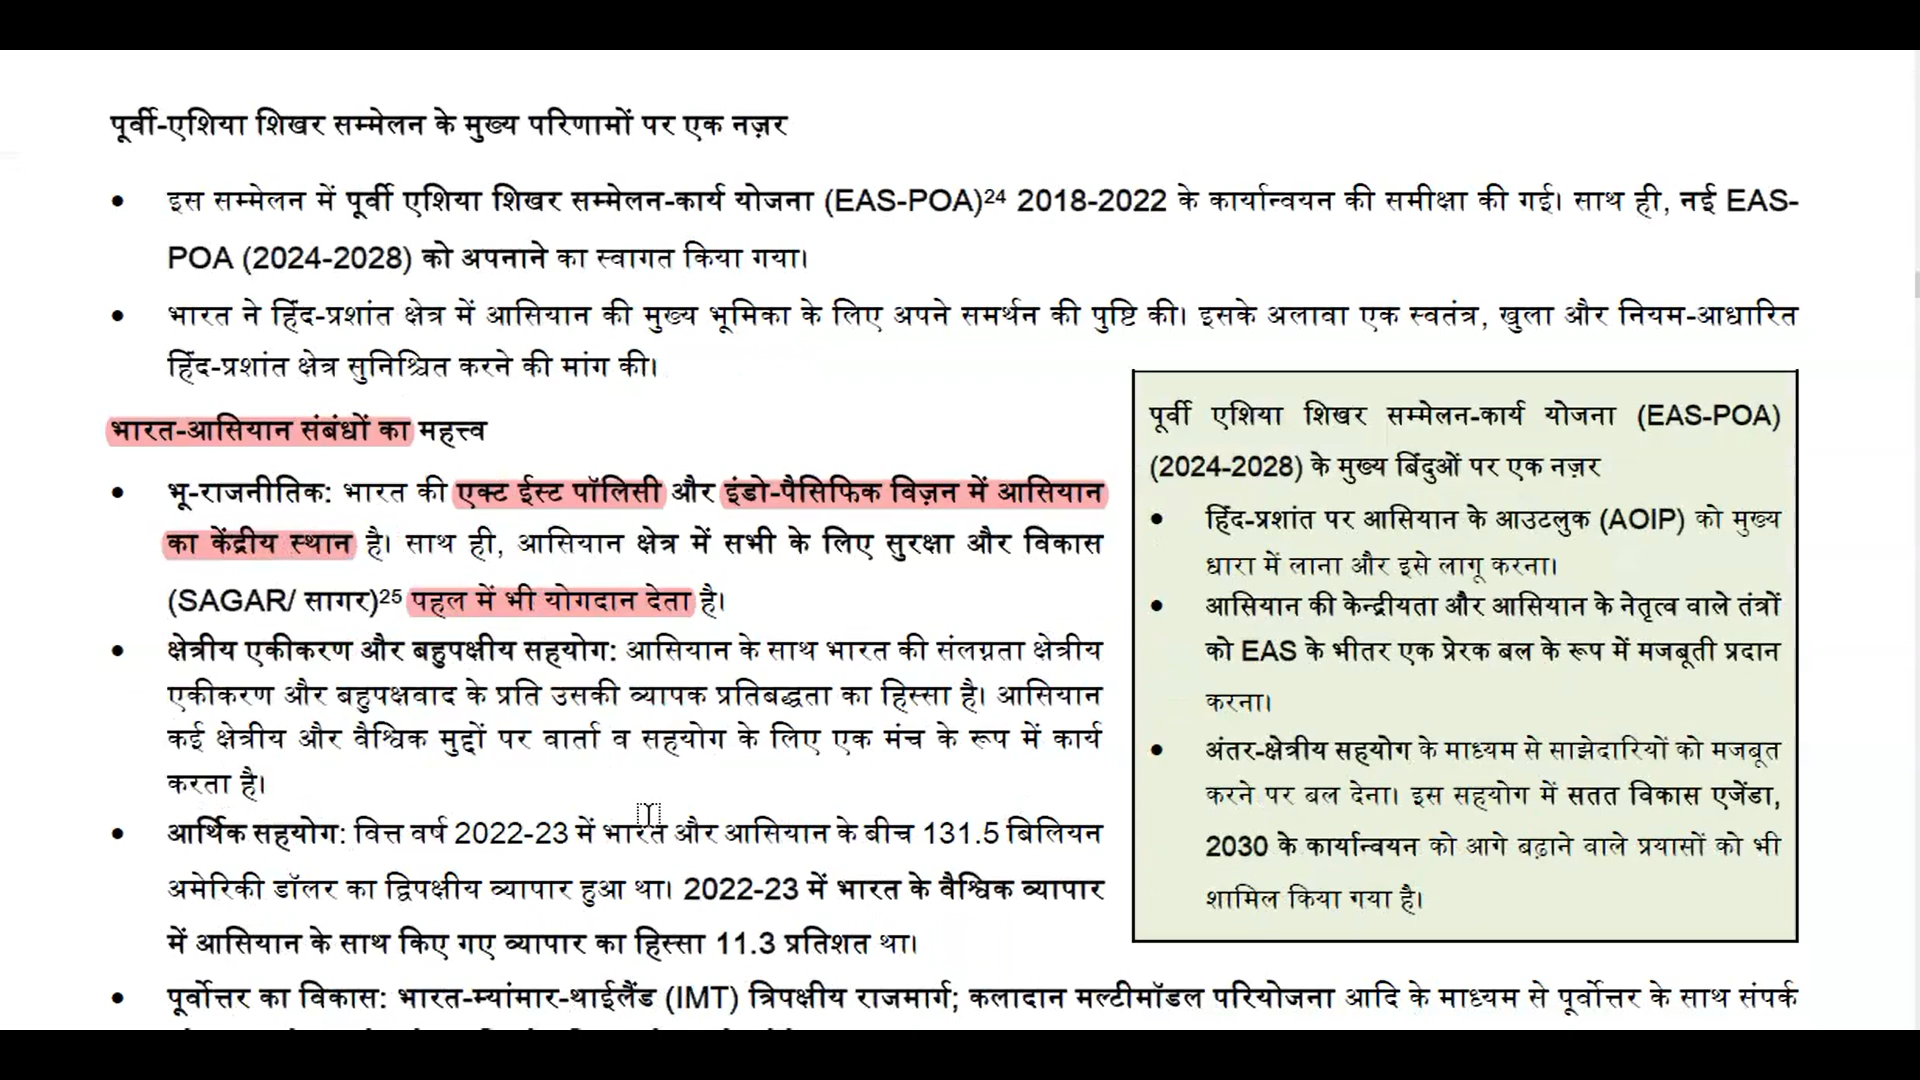 पूर्वी-एशिया शिखर सम्मेलन के मुख्य परिणामों पर एक नज़र
• इस सम्मेलन में पूर्वी एशिया शिखर सम्मेलन-कार्य योजना (EAS-POA)24 2018-2022 के कार्यान्वयन की समीक्षा की गई। साथ ही, नई EAS-
POA (2024-2028) को अपनाने का स्वागत किया गया।
• भारत ने हिंद-प्रशांत क्षेत्र में आसियान की मुख्य भूमिका के लिए अपने समर्थन की पुष्टि की। इसके अलावा एक स्वतंत्र, खुला और नियम-आधारित
हिंद-प्रशांत क्षेत्र सुनिश्चित करने की मांग की।
भारत-आसियान संबंधों का महत्त्व
• भू-राजनीतिक: भारत की एक्ट ईस्ट पॉलिसी और इंडो-पैसिफिक विज़न में आसियान
का केंद्रीय स्थान है। साथ ही, आसियान क्षेत्र में सभी के लिए सुरक्षा और विकास
(SAGAR/ सागर)25 पहल में भी योगदान देता है।
• क्षेत्रीय एकीकरण और बहुपक्षीय सहयोग: आसियान के साथ भारत की संलग्नता क्षेत्रीय
एकीकरण और बहुपक्षवाद के प्रति उसकी व्यापक प्रतिबद्धता का हिस्सा है। आसियान
कई क्षेत्रीय और वैश्विक मुद्दों पर वार्ता व सहयोग के लिए एक मंच के रूप में कार्य
करता है।
• आर्थिक सहयोग: वित्त वर्ष 2022-23 में भारत और आसियान के बीच 131.5 बिलियन
अमेरिकी डॉलर का द्विपक्षीय व्यापार हुआ था। 2022-23 में भारत के वैश्विक व्यापार
में आसियान के साथ किए गए व्यापार का हिस्सा 11.3 प्रतिशत था।
पूर्वी एशिया शिखर सम्मेलन-कार्य योजना (EAS-POA)
(2024-2028) के मुख्य बिंदुओं पर एक नज़र
• हिंद-प्रशांत पर आसियान के आउटलुक (AOIP) को मुख्य
धारा में लाना और इसे लागू करना।
• आसियान की केन्द्रीयता और आसियान के नेतृत्व वाले तंत्रों
को EAS के भीतर एक प्रेरक बल के रूप में मजबूती प्रदान
करना।
• अंतर-क्षेत्रीय सहयोग के माध्यम से साझेदारियों को मजबूत
करने पर बल देना। इस सहयोग में सतत विकास एजेंडा,
2030 के कार्यान्वयन को आगे बढ़ाने वाले प्रयासों को भी
शामिल किया गया है।
• पूर्वोत्तर का विकास: भारत-म्यांमार-थाईलैंड (IMT) त्रिपक्षीय राजमार्ग; कलादान मल्टीमॉडल परियोजना आदि के माध्यम से पूर्वोत्तर के साथ संपर्क